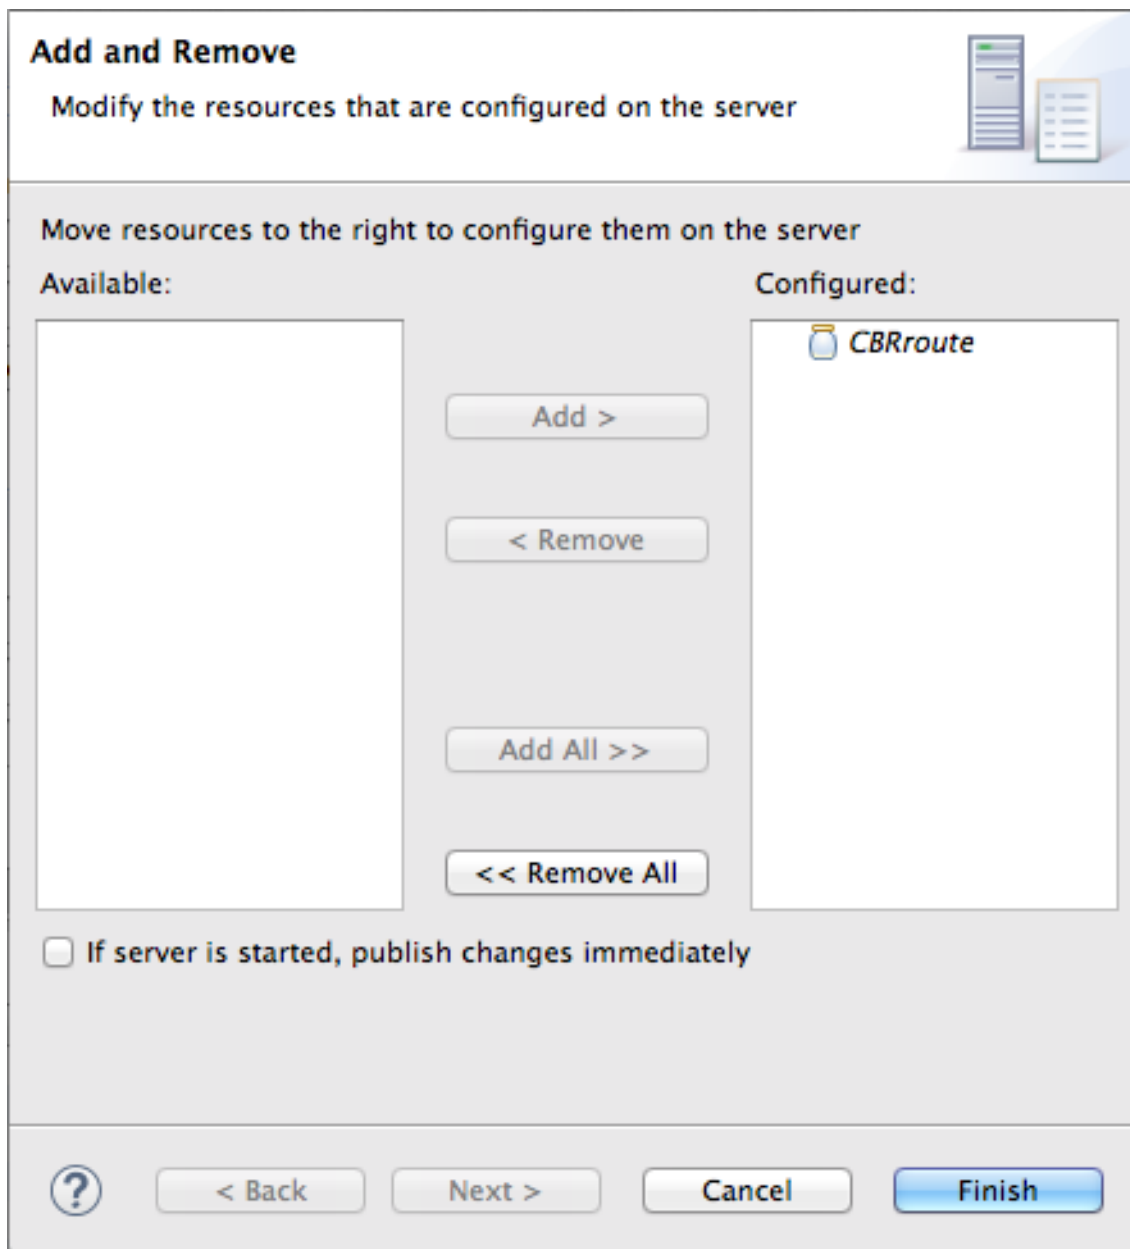 Add and Remove
Modify the resources that are configured on the server
Move resources to the right to configure them on the server
Available:
Configured:
CBRroute
Add >
< Remove
Add All >>
<< Remove All
If server is started, publish changes immediately
?
< Back
Next >
Cancel
Finish